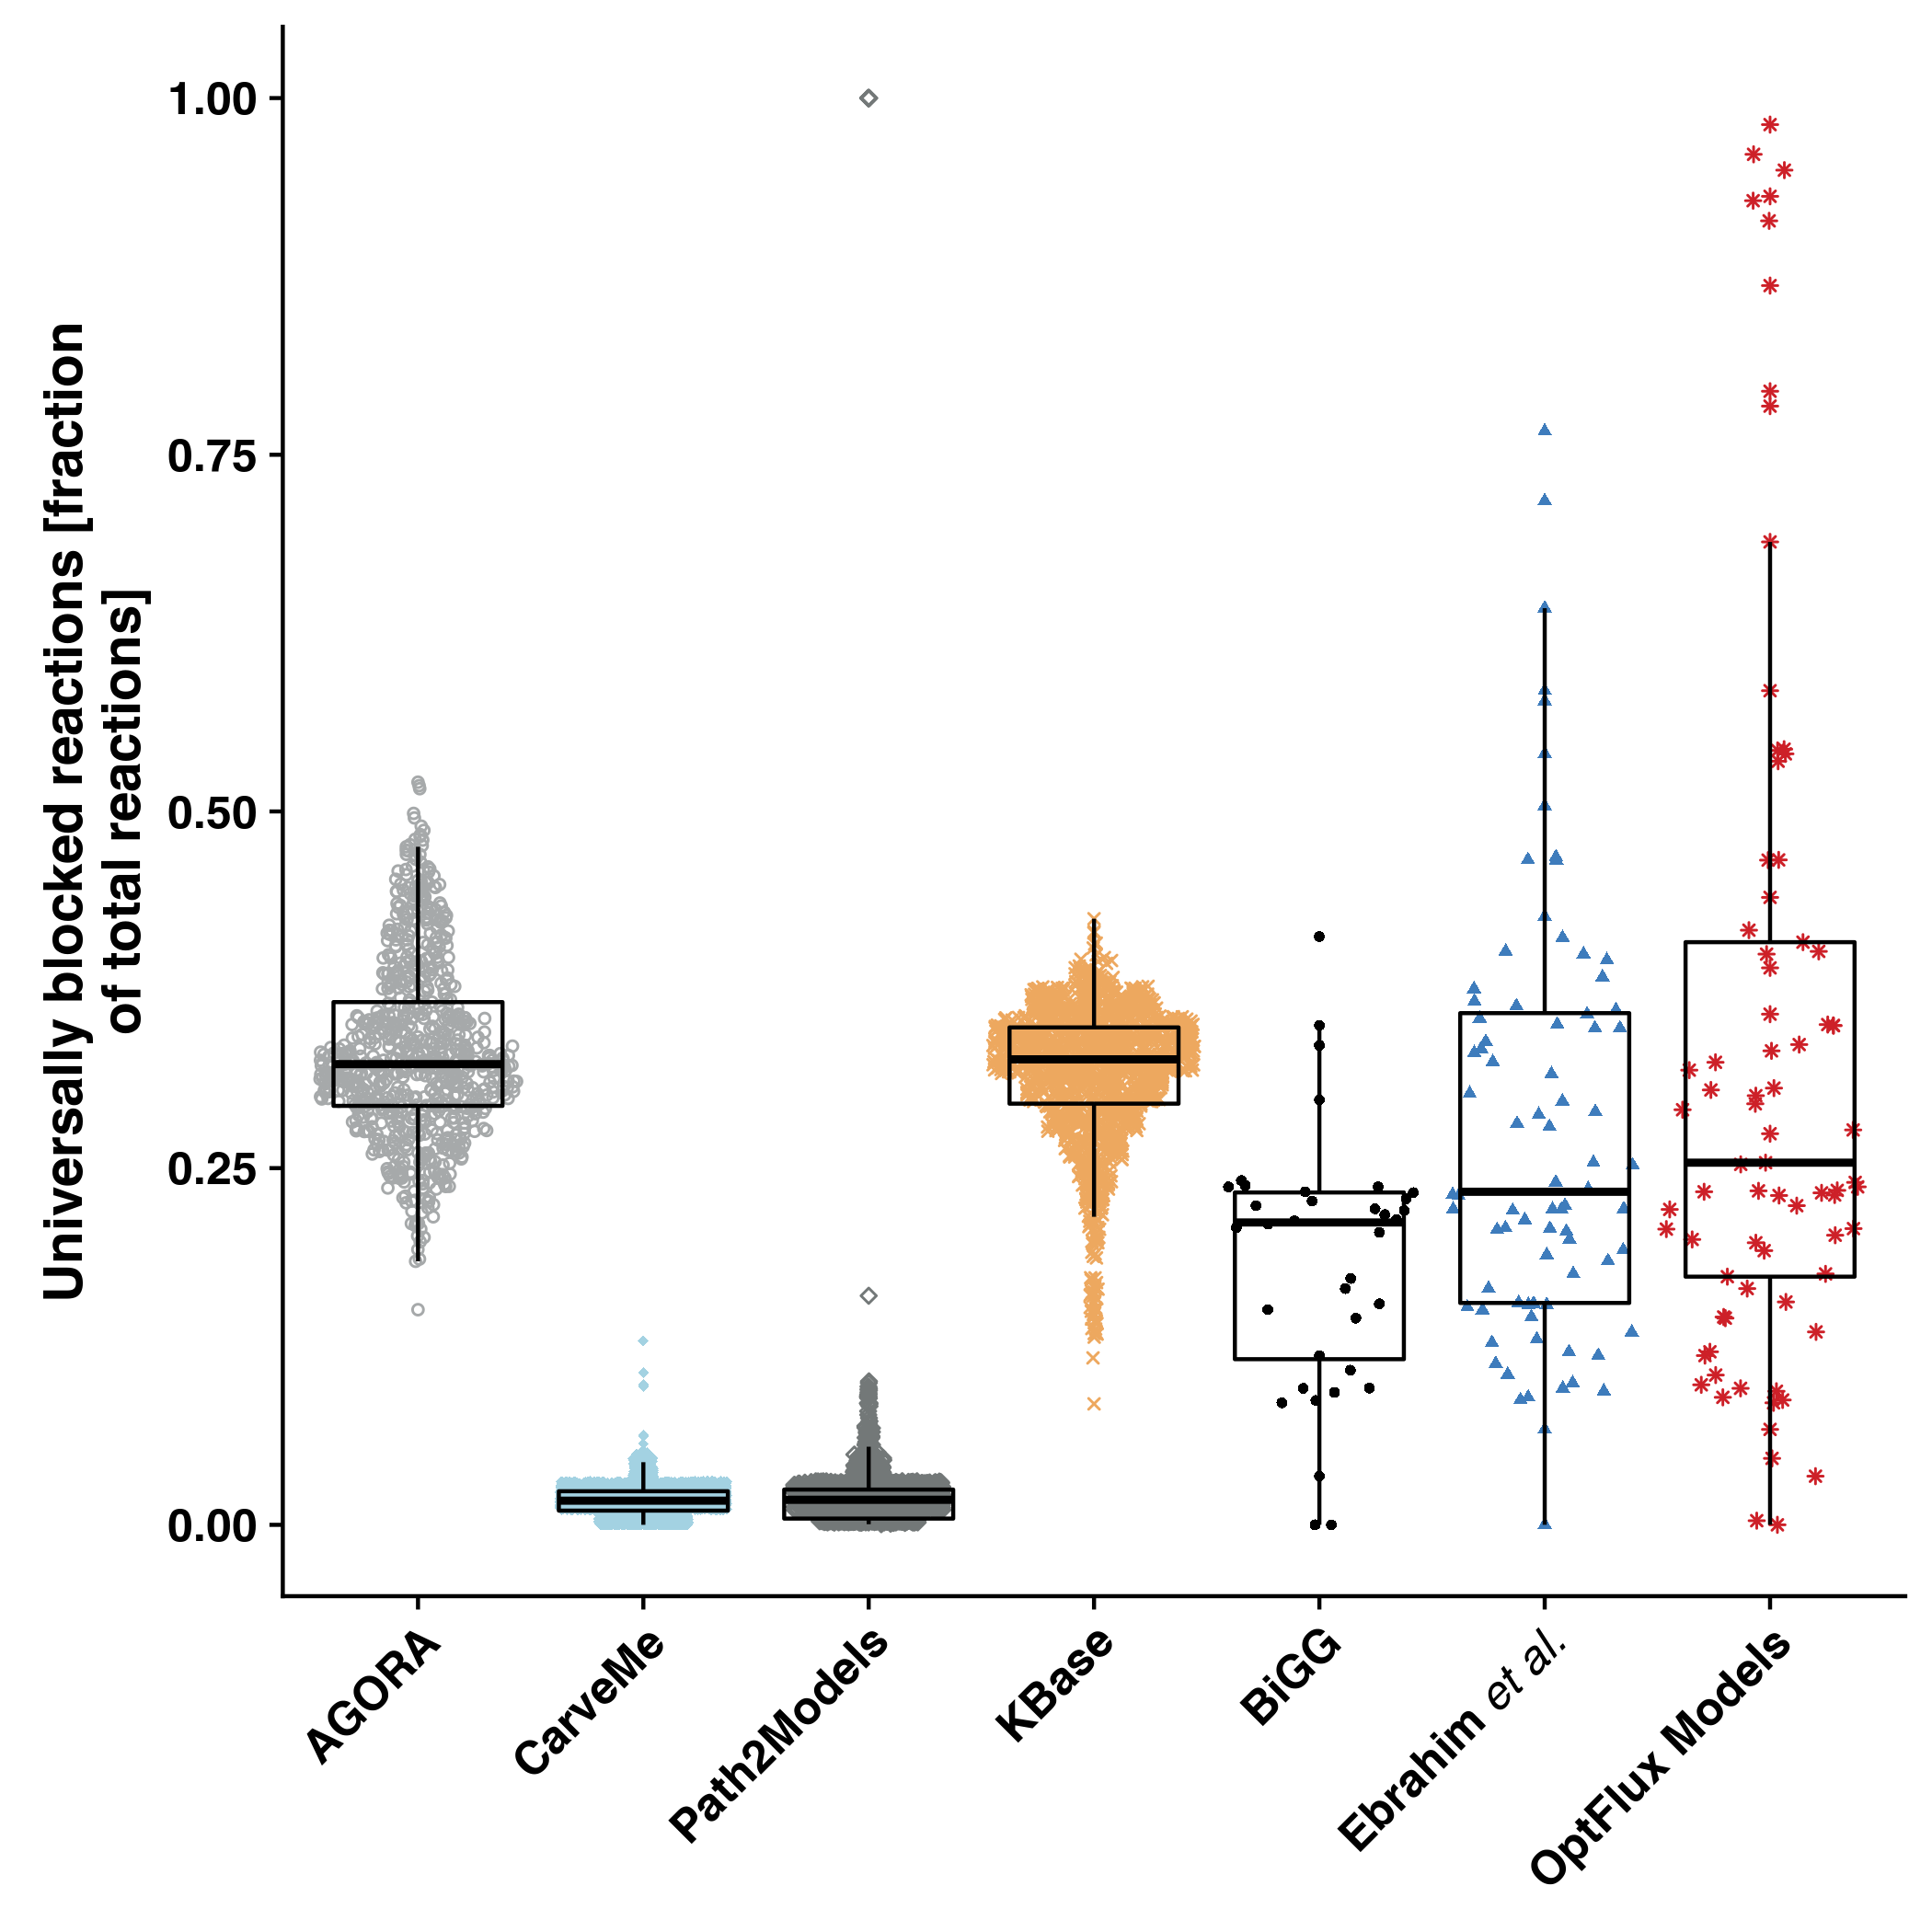 Universally blocked reactions [fraction
of total reactions]
1.00
0.75
0.50
0.25
0.00
AGORA
CarveMe
Path2Models
KBase
BiGG
Ebrahim et al.
OptFlux Models